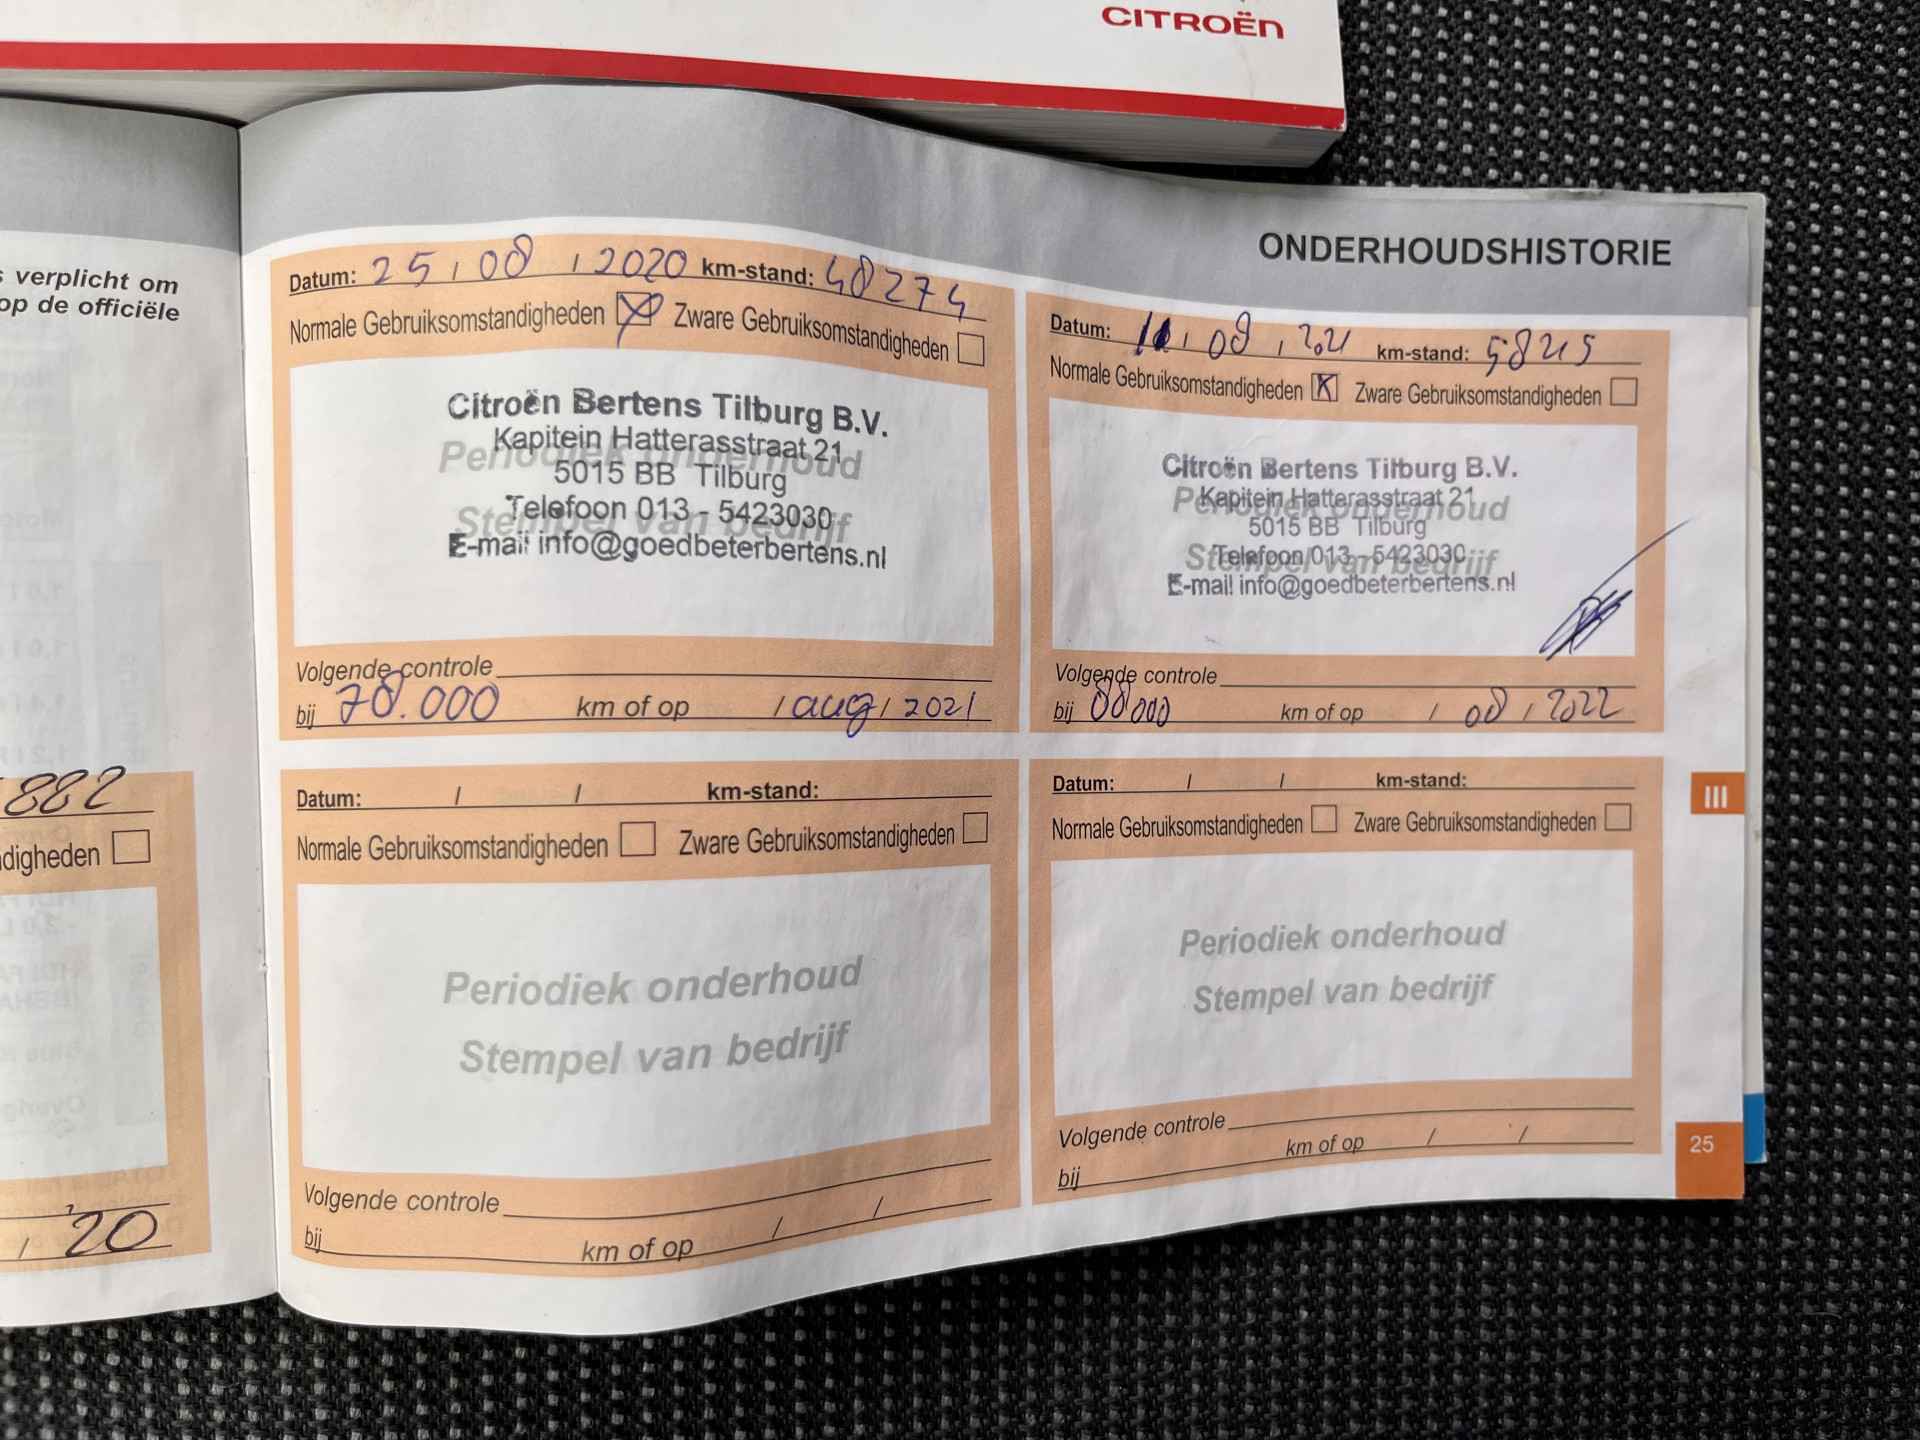 CITROËN
s verplicht om
op de officiële
882
digheden
20
ONDERHOUDSHISTORIE
Datum: 25 / 08 / 2020 km-stand: 48274
Normale Gebruiksomstandigheden Zware Gebruiksomstandigheden
Citroën Bertens Tilburg B.V.
Kapitein Hatterasstraat 21
Periodiek onderhoud
5015 BB Tilburg
Telefoon 013 - 5423030
Stempel van bedrijf
E-mail info@goedbeterbertens.nl
Volgende controle
bij 78.000 km of op / aug / 2021
Datum: 11 / 08 / 2021 km-stand: 58215
Normale Gebruiksomstandigheden Zware Gebruiksomstandigheden
Citroën Bertens Tilburg B.V.
Kapitein Hatterasstraat 21
Periodiek onderhoud
5015 BB Tilburg
Telefoon 013 - 5423030
Stempel van bedrijf
E-mail info@goedbeterbertens.nl
Volgende controle
bij 88000 km of op / 08 / 2022
Datum: / / km-stand:
Normale Gebruiksomstandigheden Zware Gebruiksomstandigheden
Periodiek onderhoud
Stempel van bedrijf
Volgende controle
bij km of op / /
Datum: / / km-stand:
Normale Gebruiksomstandigheden Zware Gebruiksomstandigheden
Periodiek onderhoud
Stempel van bedrijf
Volgende controle
bij km of op / /
III
25